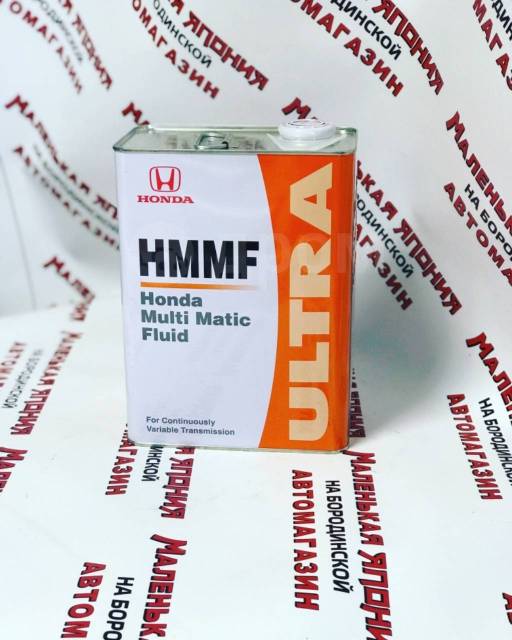 HONDA
HMMF
Honda
Multi Matic
Fluid
For Continuously
Variable Transmission
ULTRA
Маленькая Япония
на Бородинской
Автомагазин